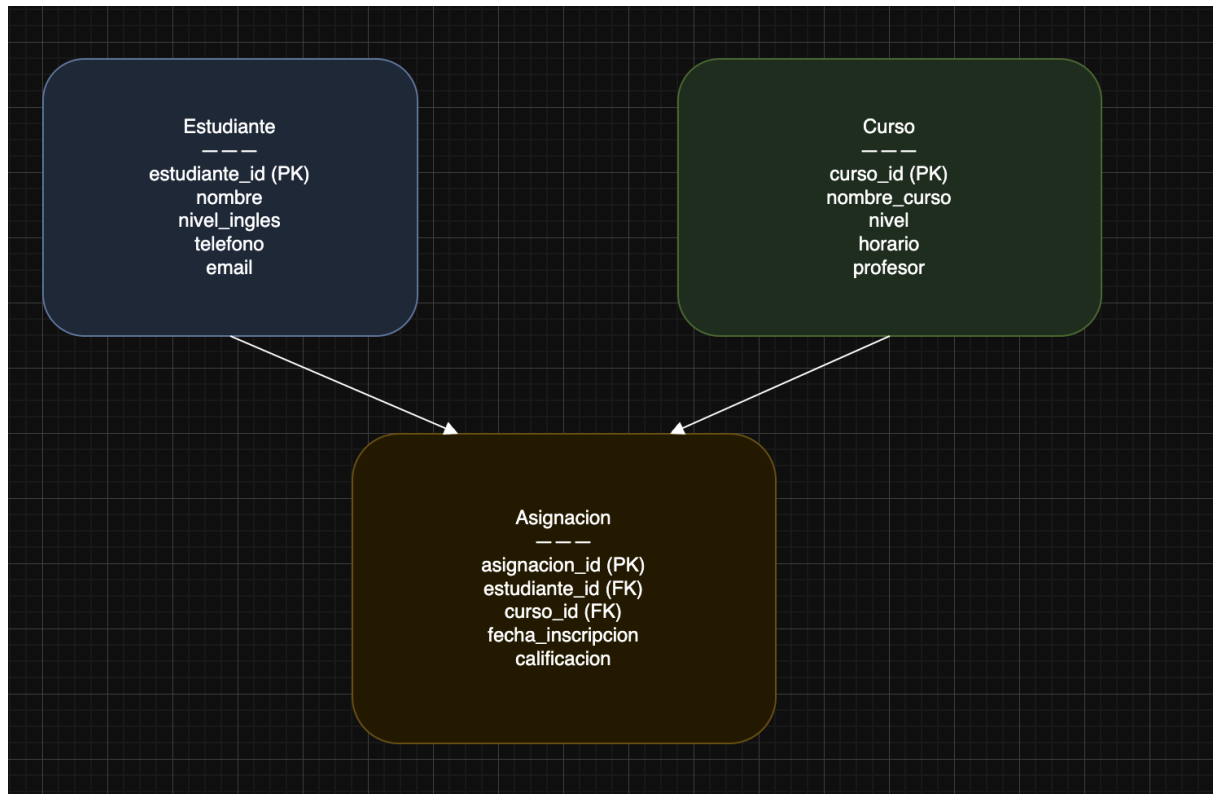 Estudiante
— — —
estudiante_id (PK)
nombre
nivel_ingles
telefono
email
Curso
— — —
curso_id (PK)
nombre_curso
nivel
horario
profesor
Asignacion
— — —
asignacion_id (PK)
estudiante_id (FK)
curso_id (FK)
fecha_inscripcion
calificacion